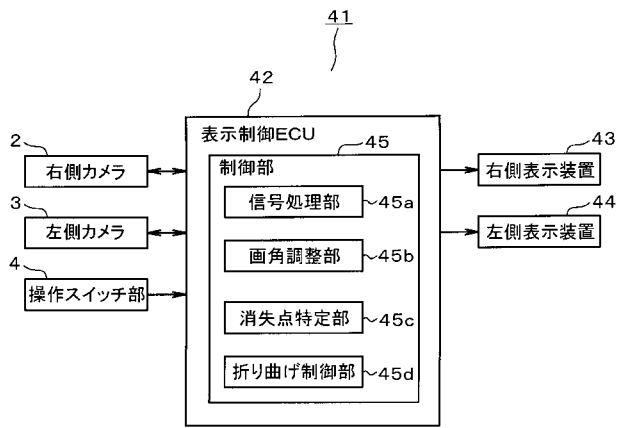 41
42
表示制御ECU
2
右側カメラ
3
左側カメラ
4
操作スイッチ部
45
制御部
信号処理部
45a
画角調整部
45b
消失点特定部
45c
折り曲げ制御部
45d
43
右側表示装置
44
左側表示装置